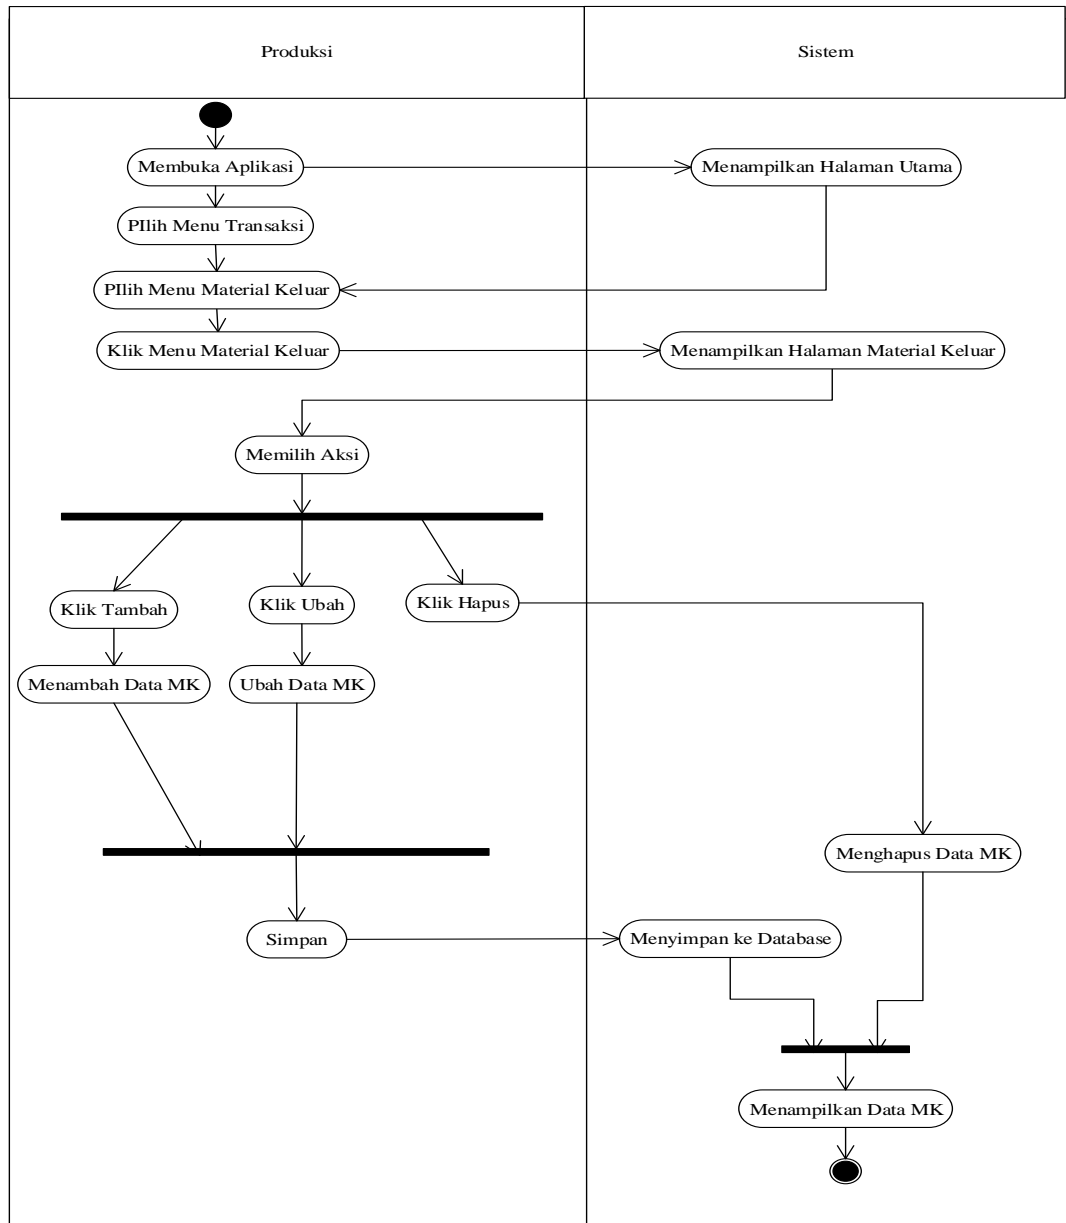 Produksi
Sistem
Membuka Aplikasi
Menampilkan Halaman Utama
PIlih Menu Transaksi
PIlih Menu Material Keluar
Klik Menu Material Keluar
Menampilkan Halaman Material Keluar
Memilih Aksi
Klik Tambah
Klik Ubah
Klik Hapus
Menambah Data MK
Ubah Data MK
Menghapus Data MK
Simpan
Menyimpan ke Database
Menampilkan Data MK